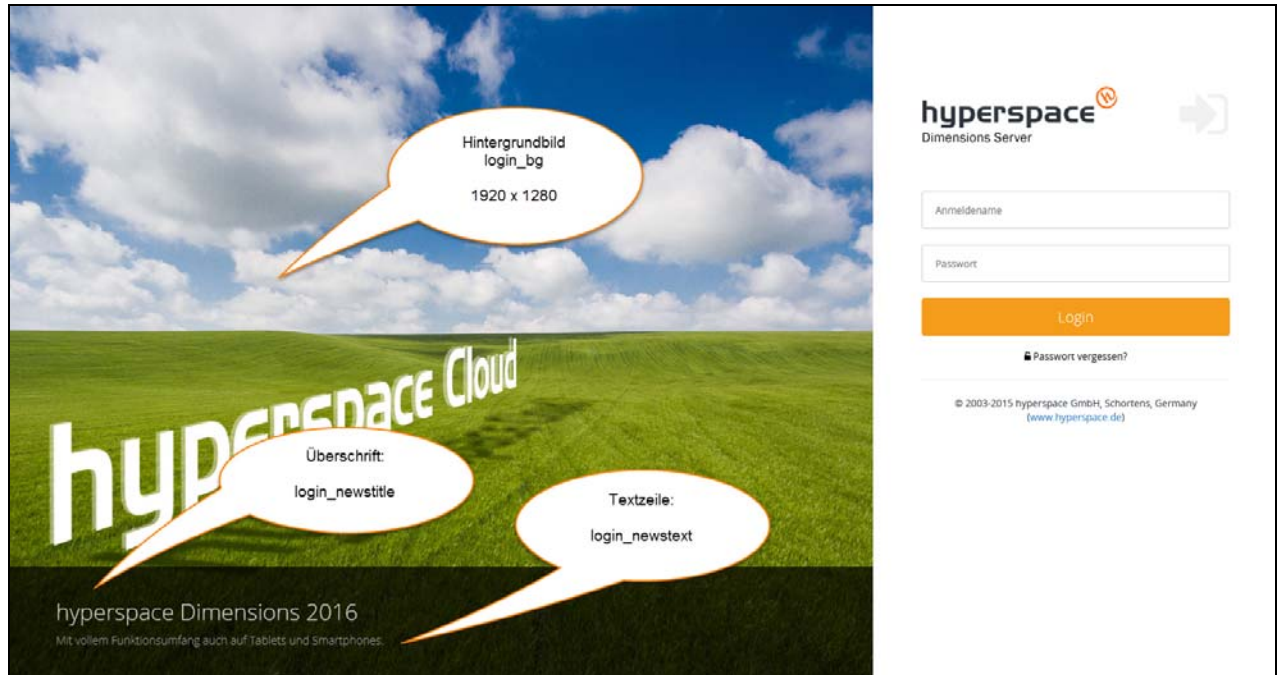 Hintergrundbild
login_bg
1920 x 1280
hyperspace Cloud
Überschrift:
login_newstitle
Textzeile:
login_newstext
hyperspace Dimensions 2016
Mit vollem Funktionsumfang auch auf Tablets und Smartphones.
hyperspace
Dimensions Server
Anmeldename
Passwort
Login
Passwort vergessen?
© 2003-2015 hyperspace GmbH, Schortens, Germany
(www.hyperspace.de)